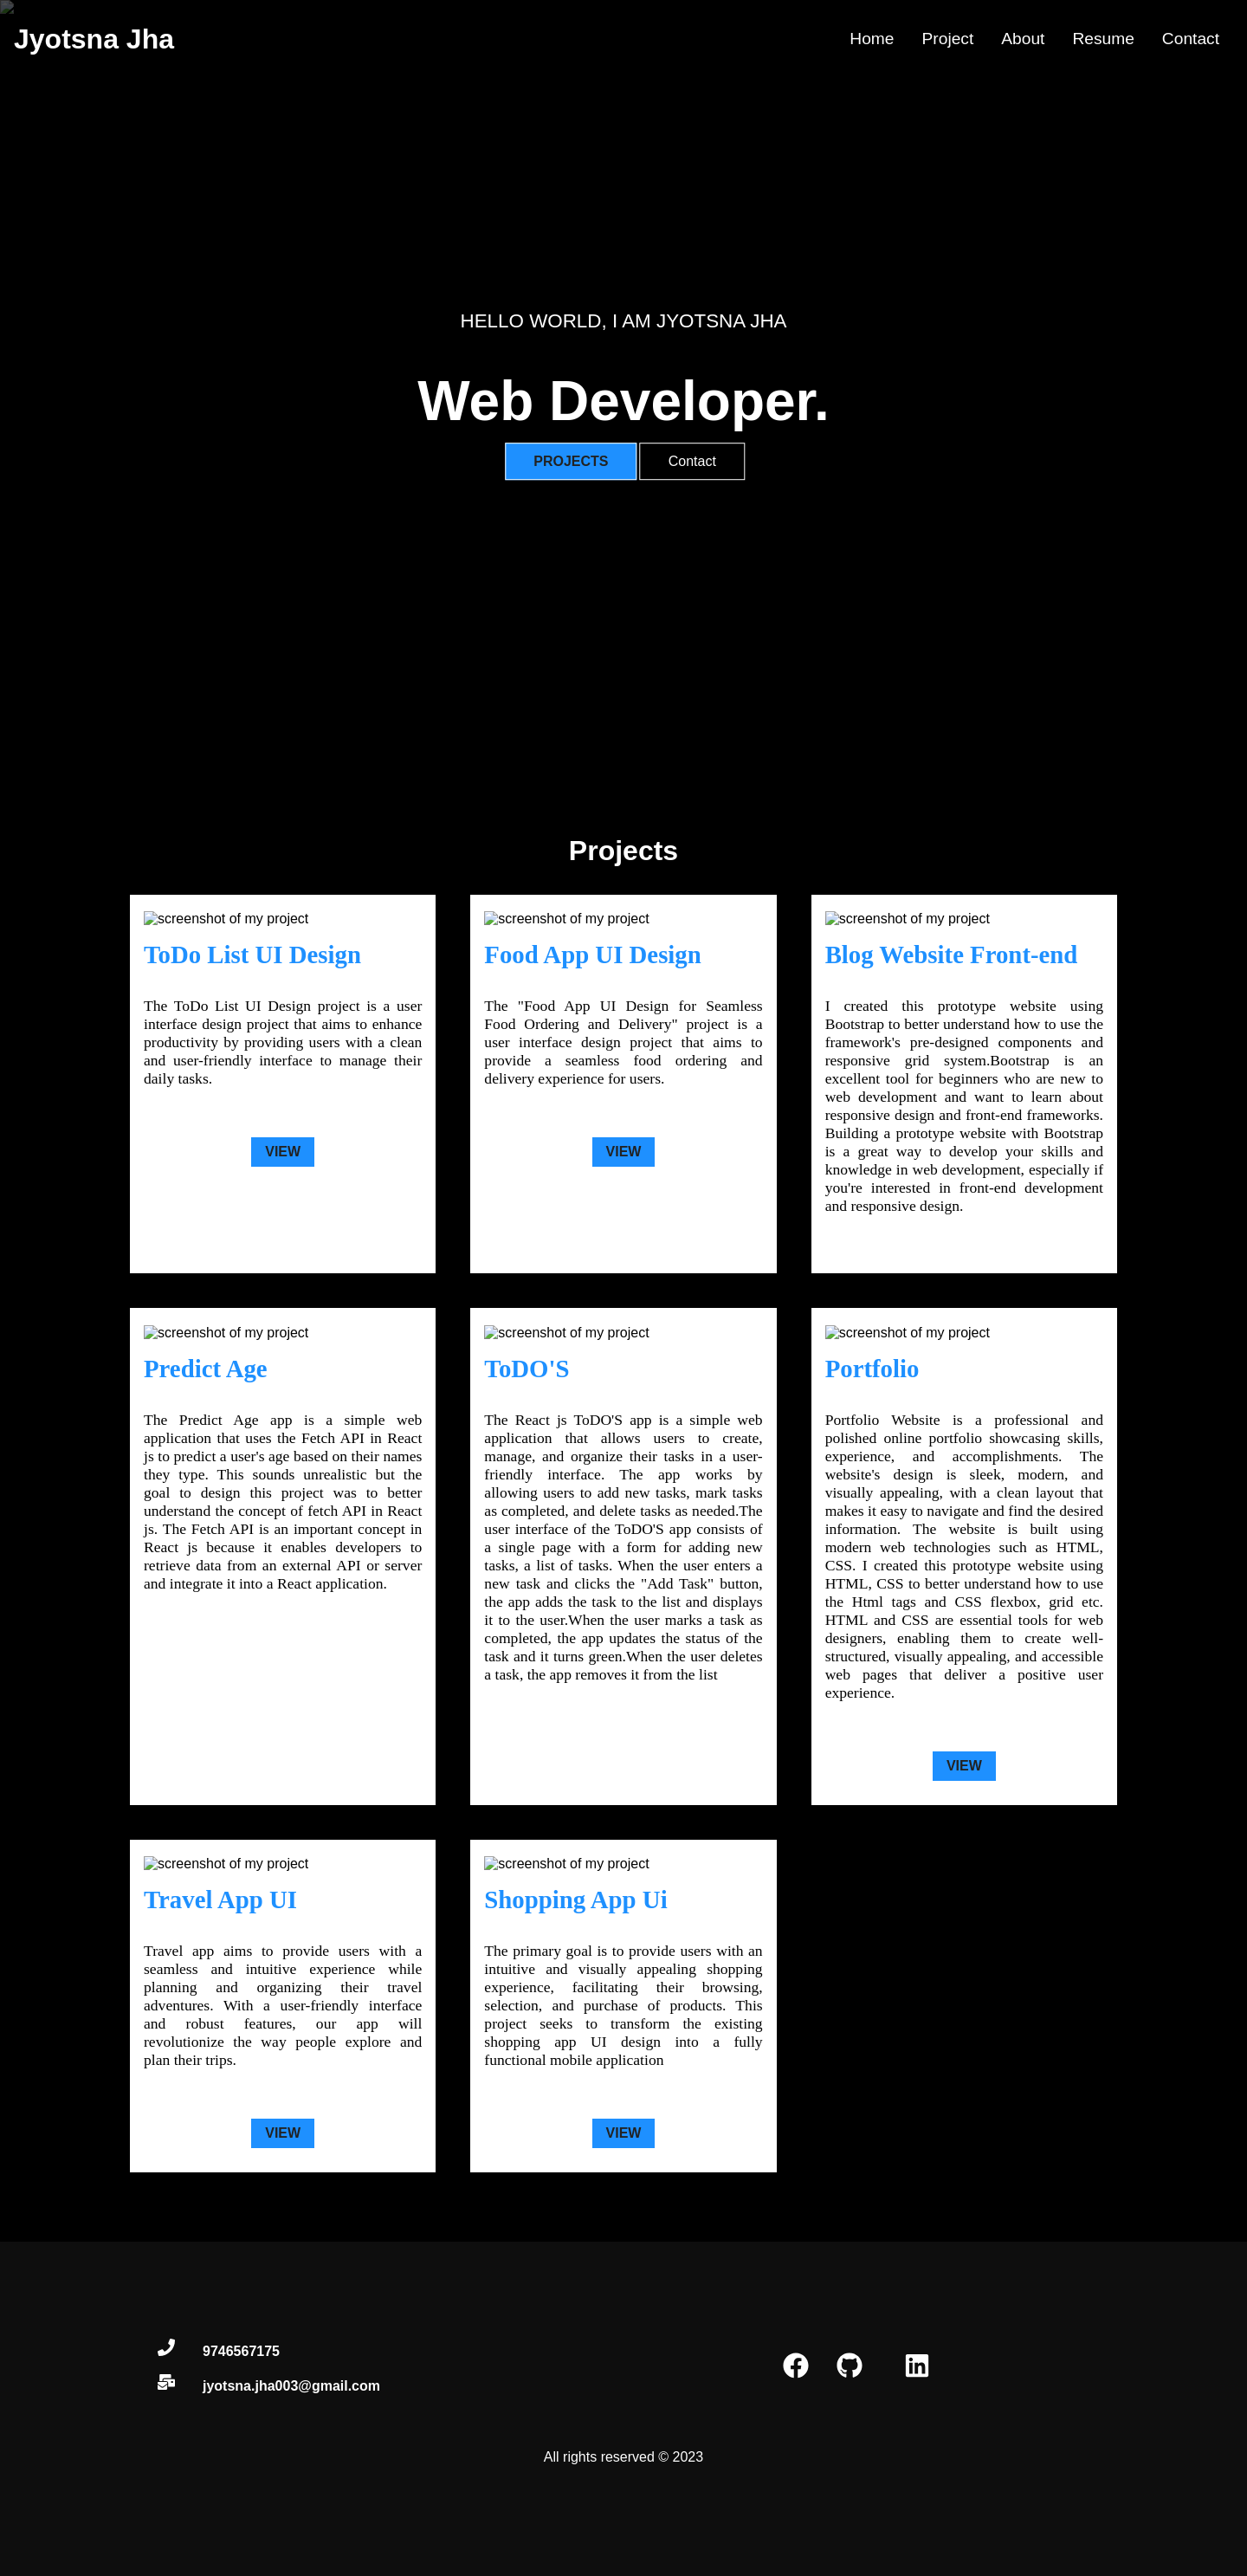 Jyotsna Jha
Home Project About Resume Contact
HELLO WORLD, I AM JYOTSNA JHA
Web Developer.
PROJECTS Contact
Projects
screenshot of my project
ToDo List UI Design
The ToDo List UI Design project is a user
interface design project that aims to enhance
productivity by providing users with a clean
and user-friendly interface to manage their
daily tasks.
VIEW
screenshot of my project
Food App UI Design
The "Food App UI Design for Seamless
Food Ordering and Delivery" project is a
user interface design project that aims to
provide a seamless food ordering and
delivery experience for users.
VIEW
screenshot of my project
Blog Website Front-end
I created this prototype website using
Bootstrap to better understand how to use the
framework's pre-designed components and
responsive grid system.Bootstrap is an
excellent tool for beginners who are new to
web development and want to learn about
responsive design and front-end frameworks.
Building a prototype website with Bootstrap
is a great way to develop your skills and
knowledge in web development, especially if
you're interested in front-end development
and responsive design.
screenshot of my project
Predict Age
The Predict Age app is a simple web
application that uses the Fetch API in React
js to predict a user's age based on their names
they type. This sounds unrealistic but the
goal to design this project was to better
understand the concept of fetch API in React
js. The Fetch API is an important concept in
React js because it enables developers to
retrieve data from an external API or server
and integrate it into a React application.
screenshot of my project
ToDO'S
The React js ToDO'S app is a simple web
application that allows users to create,
manage, and organize their tasks in a user-
friendly interface. The app works by
allowing users to add new tasks, mark tasks
as completed, and delete tasks as needed.The
user interface of the ToDO'S app consists of
a single page with a form for adding new
tasks, a list of tasks. When the user enters a
new task and clicks the "Add Task" button,
the app adds the task to the list and displays
it to the user.When the user marks a task as
completed, the app updates the status of the
task and it turns green.When the user deletes
a task, the app removes it from the list
screenshot of my project
Portfolio
Portfolio Website is a professional and
polished online portfolio showcasing skills,
experience, and accomplishments. The
website's design is sleek, modern, and
visually appealing, with a clean layout that
makes it easy to navigate and find the desired
information. The website is built using
modern web technologies such as HTML,
CSS. I created this prototype website using
HTML, CSS to better understand how to use
the Html tags and CSS flexbox, grid etc.
HTML and CSS are essential tools for web
designers, enabling them to create well-
structured, visually appealing, and accessible
web pages that deliver a positive user
experience.
VIEW
screenshot of my project
Travel App UI
Travel app aims to provide users with a
seamless and intuitive experience while
planning and organizing their travel
adventures. With a user-friendly interface
and robust features, our app will
revolutionize the way people explore and
plan their trips.
VIEW
screenshot of my project
Shopping App Ui
The primary goal is to provide users with an
intuitive and visually appealing shopping
experience, facilitating their browsing,
selection, and purchase of products. This
project seeks to transform the existing
shopping app UI design into a fully
functional mobile application
VIEW
9746567175
jyotsna.jha003@gmail.com
All rights reserved © 2023